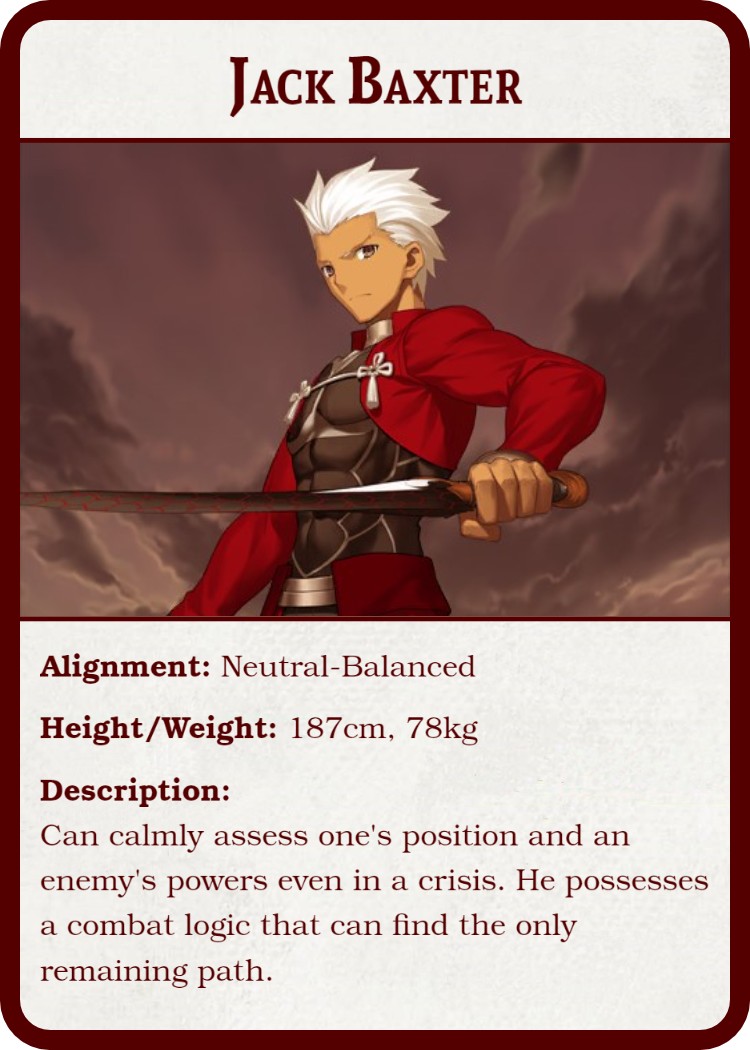 Jack Baxter
Alignment: Neutral-Balanced
Height/Weight: 187cm, 78kg
Description:
Can calmly assess one's position and an
enemy's powers even in a crisis. He possesses
a combat logic that can find the only
remaining path.